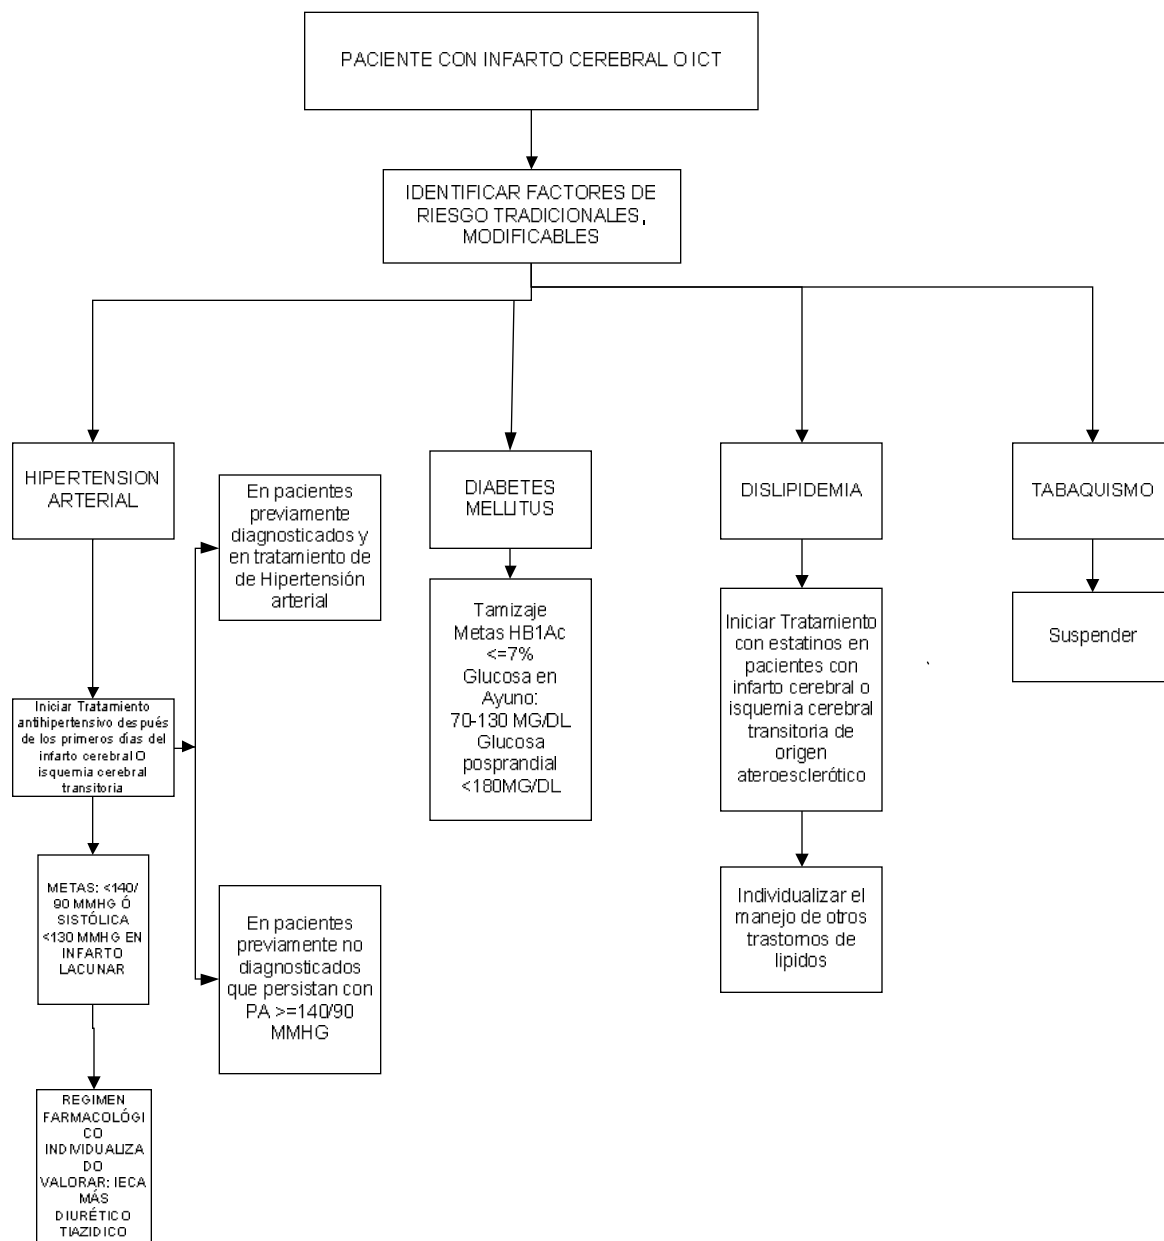 PACIENTE CON INFARTO CEREBRAL O ICT
IDENTIFICAR FACTORES DE
RIESGO TRADICIONALES,
MODIFICABLES
HIPERTENSION
ARTERIAL
En pacientes
previamente
diagnosticados y
en tratamiento de
de Hipertensión
arterial
DIABETES
MELLITUS
DISLIPIDEMIA
TABAQUISMO
Iniciar Tratamiento
antihipertensivo después
de los primeros días del
infarto cerebral O
isquemia cerebral
transitoria
Tamizaje
Metas HB1Ac
<=7%
Glucosa en
Ayuno:
70-130 MG/DL
Glucosa
posprandial
<180MG/DL
Iniciar Tratamiento
con estatinos en
pacientes con
infarto cerebral o
isquemia cerebral
transitoria de
origen
ateroesclerótico
Suspender
METAS: <140/
90 MMHG Ó
SISTÓLICA
<130 MMHG EN
INFARTO
LACUNAR
En pacientes
previamente no
diagnosticados
que persistan con
PA >=140/90
MMHG
Individualizar el
manejo de otros
trastornos de
lipidos
REGIMEN
FARMACOLÓGI
CO
INDIVIDUALIZA
DO
VALORAR: IECA
MÁS
DIURÉTICO
TIAZIDICO